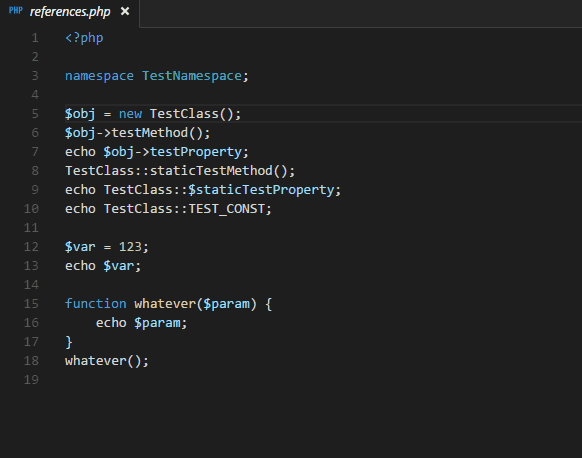 PHP references.php ×
1 <?php
2
3 namespace TestNamespace;
4
5 $obj = new TestClass();
6 $obj->testMethod();
7 echo $obj->testProperty;
8 TestClass::staticTestMethod();
9 echo TestClass::$staticTestProperty;
10 echo TestClass::TEST_CONST;
11
12 $var = 123;
13 echo $var;
14
15 function whatever($param) {
16     echo $param;
17 }
18 whatever();
19